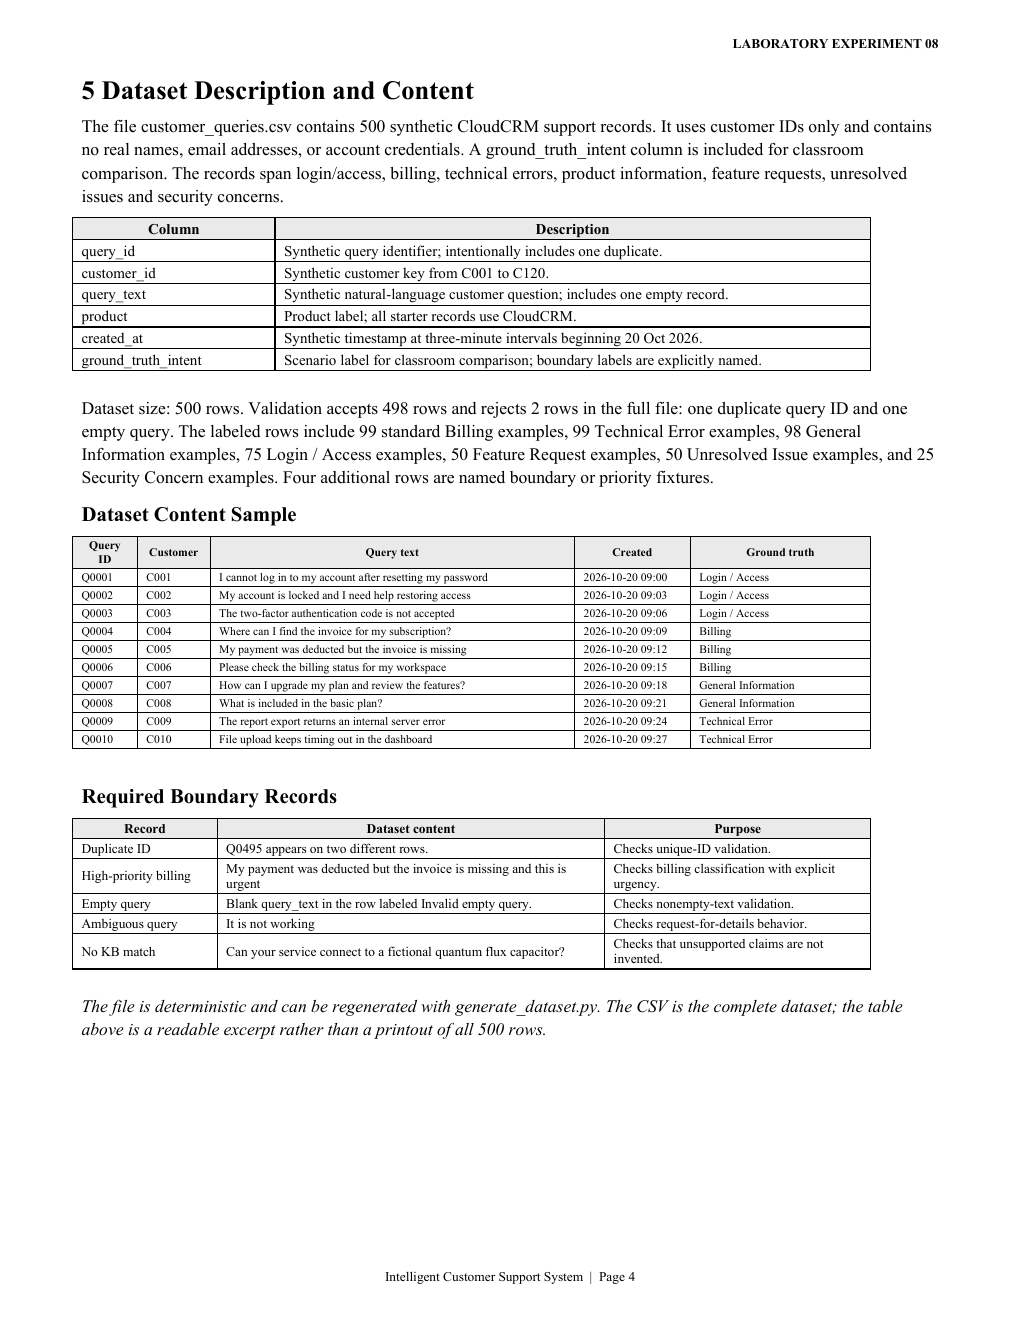 LABORATORY EXPERIMENT 08
5 Dataset Description and Content
The file customer_queries.csv contains 500 synthetic CloudCRM support records. It uses customer IDs only and contains
no real names, email addresses, or account credentials. A ground_truth_intent column is included for classroom
comparison. The records span login/access, billing, technical errors, product information, feature requests, unresolved
issues and security concerns.
Column Description
query_id Synthetic query identifier; intentionally includes one duplicate.
customer_id Synthetic customer key from C001 to C120.
query_text Synthetic natural-language customer question; includes one empty record.
product Product label; all starter records use CloudCRM.
created_at Synthetic timestamp at three-minute intervals beginning 20 Oct 2026.
ground_truth_intent Scenario label for classroom comparison; boundary labels are explicitly named.
Dataset size: 500 rows. Validation accepts 498 rows and rejects 2 rows in the full file: one duplicate query ID and one
empty query. The labeled rows include 99 standard Billing examples, 99 Technical Error examples, 98 General
Information examples, 75 Login / Access examples, 50 Feature Request examples, 50 Unresolved Issue examples, and 25
Security Concern examples. Four additional rows are named boundary or priority fixtures.
Dataset Content Sample
Query
ID Customer Query text Created Ground truth
Q0001 C001 I cannot log in to my account after resetting my password 2026-10-20 09:00 Login / Access
Q0002 C002 My account is locked and I need help restoring access 2026-10-20 09:03 Login / Access
Q0003 C003 The two-factor authentication code is not accepted 2026-10-20 09:06 Login / Access
Q0004 C004 Where can I find the invoice for my subscription? 2026-10-20 09:09 Billing
Q0005 C005 My payment was deducted but the invoice is missing 2026-10-20 09:12 Billing
Q0006 C006 Please check the billing status for my workspace 2026-10-20 09:15 Billing
Q0007 C007 How can I upgrade my plan and review the features? 2026-10-20 09:18 General Information
Q0008 C008 What is included in the basic plan? 2026-10-20 09:21 General Information
Q0009 C009 The report export returns an internal server error 2026-10-20 09:24 Technical Error
Q0010 C010 File upload keeps timing out in the dashboard 2026-10-20 09:27 Technical Error
Required Boundary Records
Record Dataset content Purpose
Duplicate ID Q0495 appears on two different rows. Checks unique-ID validation.
High-priority billing My payment was deducted but the invoice is missing and this is
urgent Checks billing classification with explicit
urgency.
Empty query Blank query_text in the row labeled Invalid empty query. Checks nonempty-text validation.
Ambiguous query It is not working Checks request-for-details behavior.
No KB match Can your service connect to a fictional quantum flux capacitor? Checks that unsupported claims are not
invented.
The file is deterministic and can be regenerated with generate_dataset.py. The CSV is the complete dataset; the table
above is a readable excerpt rather than a printout of all 500 rows.
Intelligent Customer Support System | Page 4